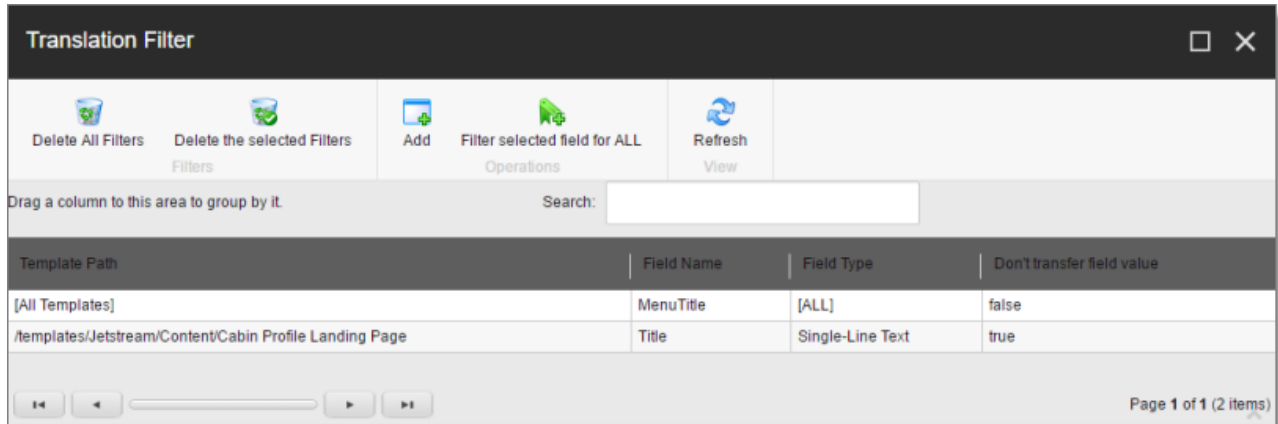 Translation Filter
Delete All Filters Delete the selected Filters Add Filter selected field for ALL Refresh
Filters Operations View
Drag a column to this area to group by it. Search:
Template Path Field Name Field Type Don't transfer field value
[All Templates] MenuTitle [ALL] false
/templates/Jetstream/Content/Cabin Profile Landing Page Title Single-Line Text true
Page 1 of 1 (2 items)